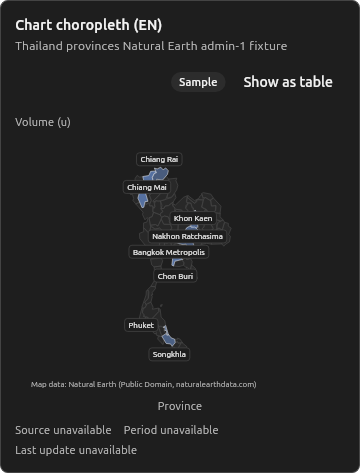 Chart choropleth (EN)
Thailand provinces Natural Earth admin-1 fixture
Sample Show as table
Volume (u)
Chiang Rai
Chiang Mai
Khon Kaen
Nakhon Ratchasima
Bangkok Metropolis
Chon Buri
Phuket
Songkhla
Map data: Natural Earth (Public Domain, naturalearthdata.com)
Province
Source unavailable Period unavailable
Last update unavailable